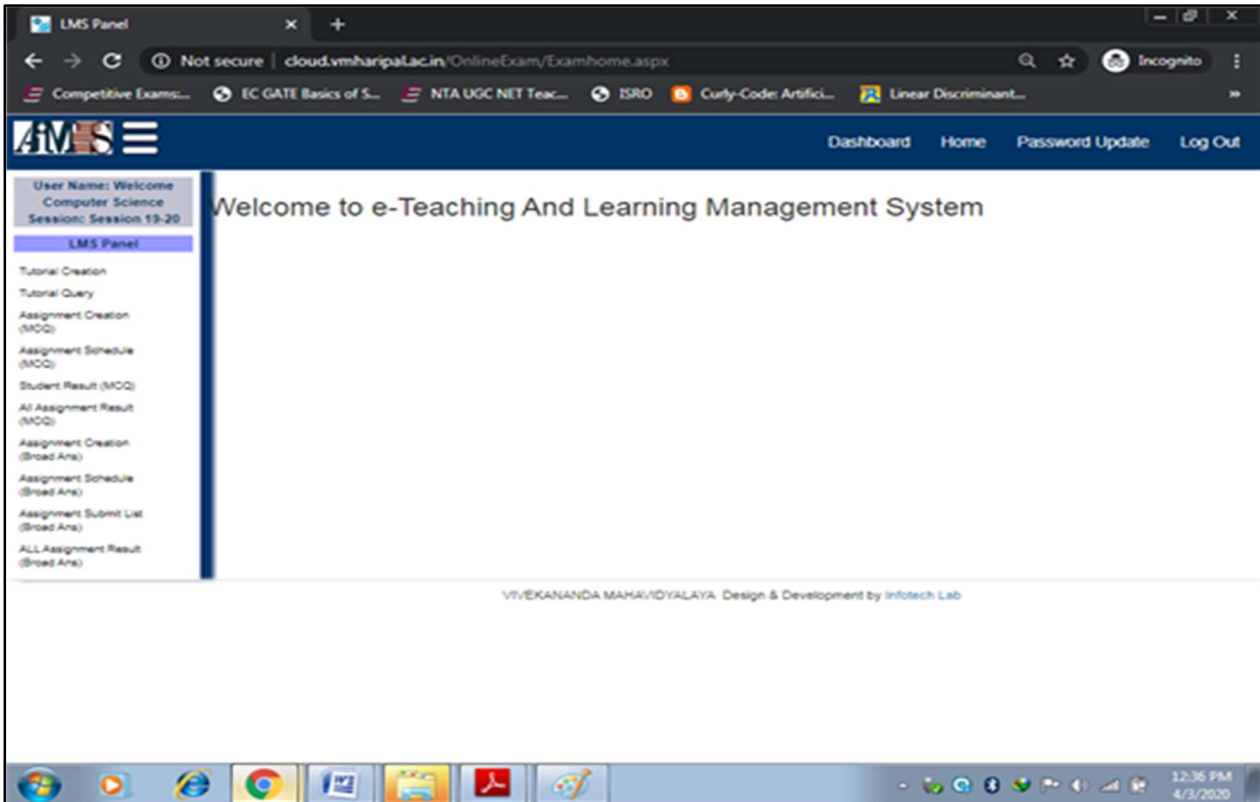 LMS Panel
Not secure | cloud.vmharipal.ac.in/OnlineExam/Examhome.aspx
Incognito
Competitive Exams:...
EC GATE Basics of S...
NTA UGC NET Teac...
ISRO
Curly-Code: Artifici...
Linear Discriminant...
AiMS
Dashboard
Home
Password Update
Log Out
User Name: Welcome
Computer Science
Session: Session 19-20
LMS Panel
Tutorial Creation
Tutorial Query
Assignment Creation
(MCQ)
Assignment Schedule
(MCQ)
Student Result (MCQ)
All Assignment Result
(MCQ)
Assignment Creation
(Broad Ans)
Assignment Schedule
(Broad Ans)
Assignment Submit List
(Broad Ans)
ALL Assignment Result
(Broad Ans)
Welcome to e-Teaching And Learning Management System
VIVEKANANDA MAHAVIDYALAYA Design & Development by Infotech Lab
12:36 PM
4/3/2020